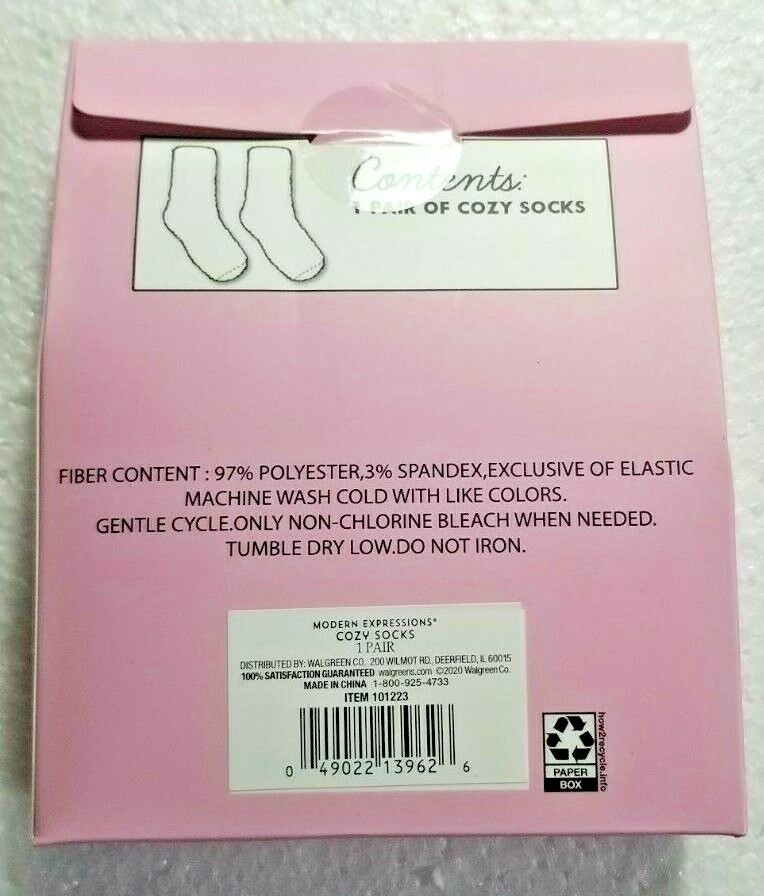 Contents:
1 PAIR OF COZY SOCKS
FIBER CONTENT : 97% POLYESTER,3% SPANDEX,EXCLUSIVE OF ELASTIC
MACHINE WASH COLD WITH LIKE COLORS.
GENTLE CYCLE.ONLY NON-CHLORINE BLEACH WHEN NEEDED.
TUMBLE DRY LOW.DO NOT IRON.
MODERN EXPRESSIONS®
COZY SOCKS
1 PAIR
DISTRIBUTED BY: WALGREEN CO. 200 WILMOT RD., DEERFIELD, IL 60015
100% SATISFACTION GUARANTEED walgreens.com ©2020 Walgreen Co.
MADE IN CHINA 1-800-925-4733
ITEM 101223
0 49022 13962 6
PAPER
BOX
how2recycle.info